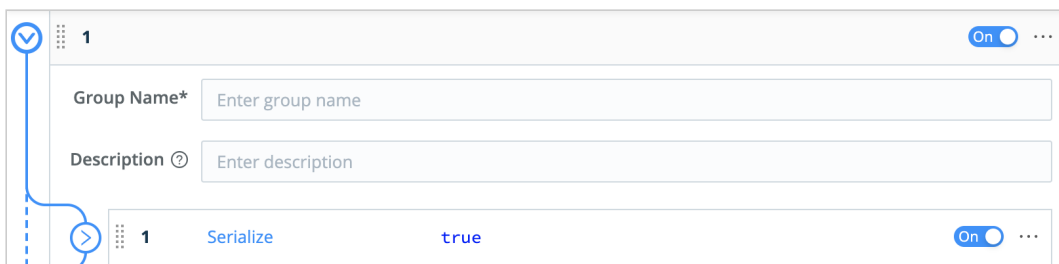 1 On ...
Group Name* Enter group name
Description ? Enter description
1 Serialize true On ...